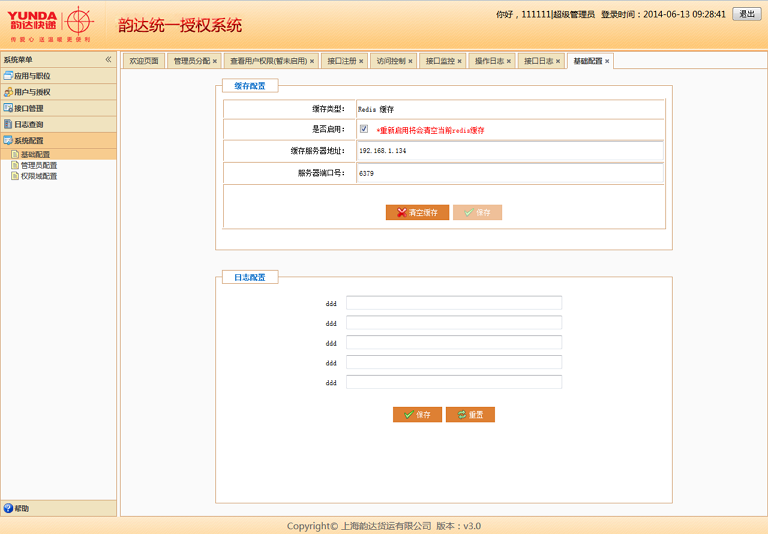 YUNDA
韵达快递
传递心 送温暖 更便利
韵达统一授权系统
你好，111111|超级管理员 登录时间：2014-06-13 09:28:41 退出
系统菜单
应用与职位
用户与授权
接口管理
日志查询
系统配置
基础配置
管理员配置
权限域配置
帮助
欢迎页面 管理员分配 × 查看用户权限(暂未启用) × 接口注册 × 访问控制 × 接口监控 × 操作日志 × 接口日志 × 基础配置 ×
缓存配置
缓存类型： Redis 缓存
是否启用： *重新启用将会清空当前redis缓存
缓存服务器地址： 192.168.1.134
服务器端口号： 6379
清空缓存 保存
日志配置
ddd
ddd
ddd
ddd
ddd
保存 重置
Copyright© 上海韵达货运有限公司 版本：v3.0